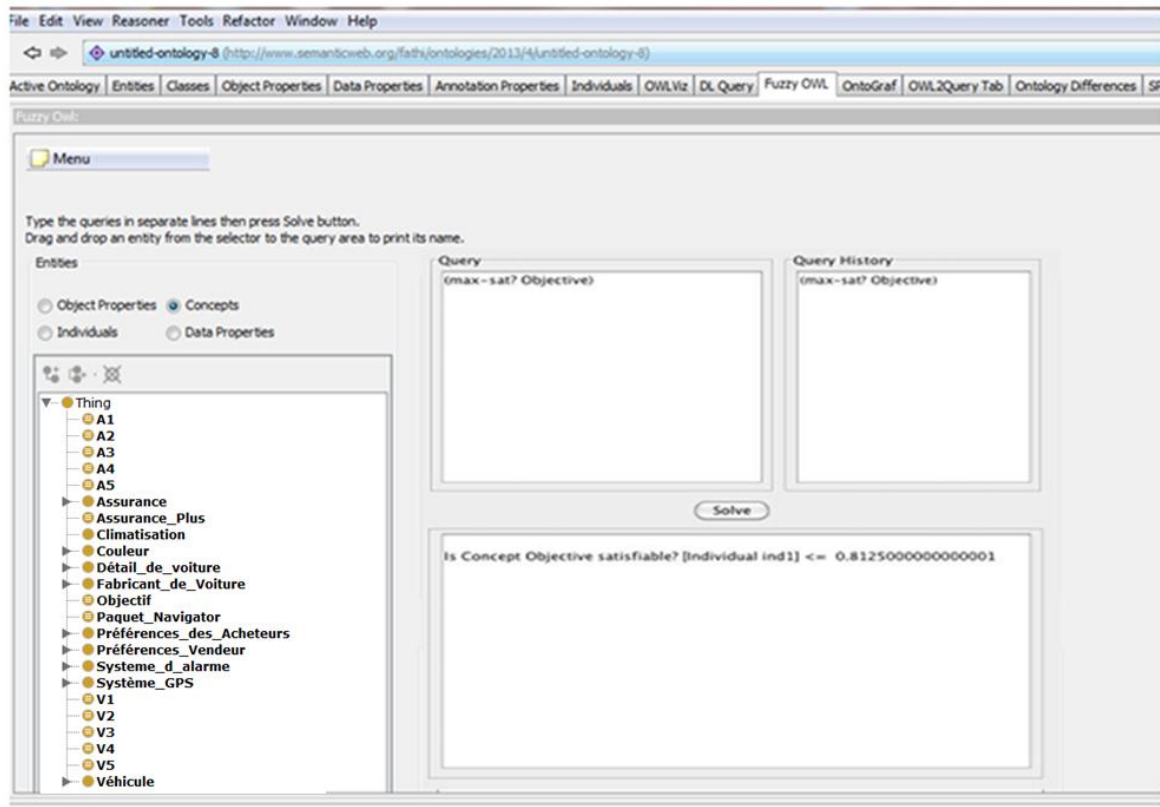 File Edit View Reasoner Tools Refactor Window Help
untitled-ontology-8 (http://www.semanticweb.org/fathi/ontologies/2013/4/untitled-ontology-8)
Active Ontology Entities Classes Object Properties Data Properties Annotation Properties Individuals OWLViz DL Query Fuzzy OWL OntoGraf OWL2Query Tab Ontology Differences SP
Fuzzy Owl:
Menu
Type the queries in separate lines then press Solve button.
Drag and drop an entity from the selector to the query area to print its name.
Entities
Object Properties Concepts
Individuals Data Properties
Thing
A1
A2
A3
A4
A5
Assurance
Assurance_Plus
Climatisation
Couleur
Détail_de_voiture
Fabricant_de_Voiture
Objectif
Paquet_Navigator
Préférences_des_Acheteurs
Préférences_Vendeur
Systeme_d_alarme
Système_GPS
V1
V2
V3
V4
V5
Véhicule
Query
(max-sat? Objective)
Query History
(max-sat? Objective)
Solve
Is Concept Objective satisfiable? [Individual ind1] <= 0.8125000000000001